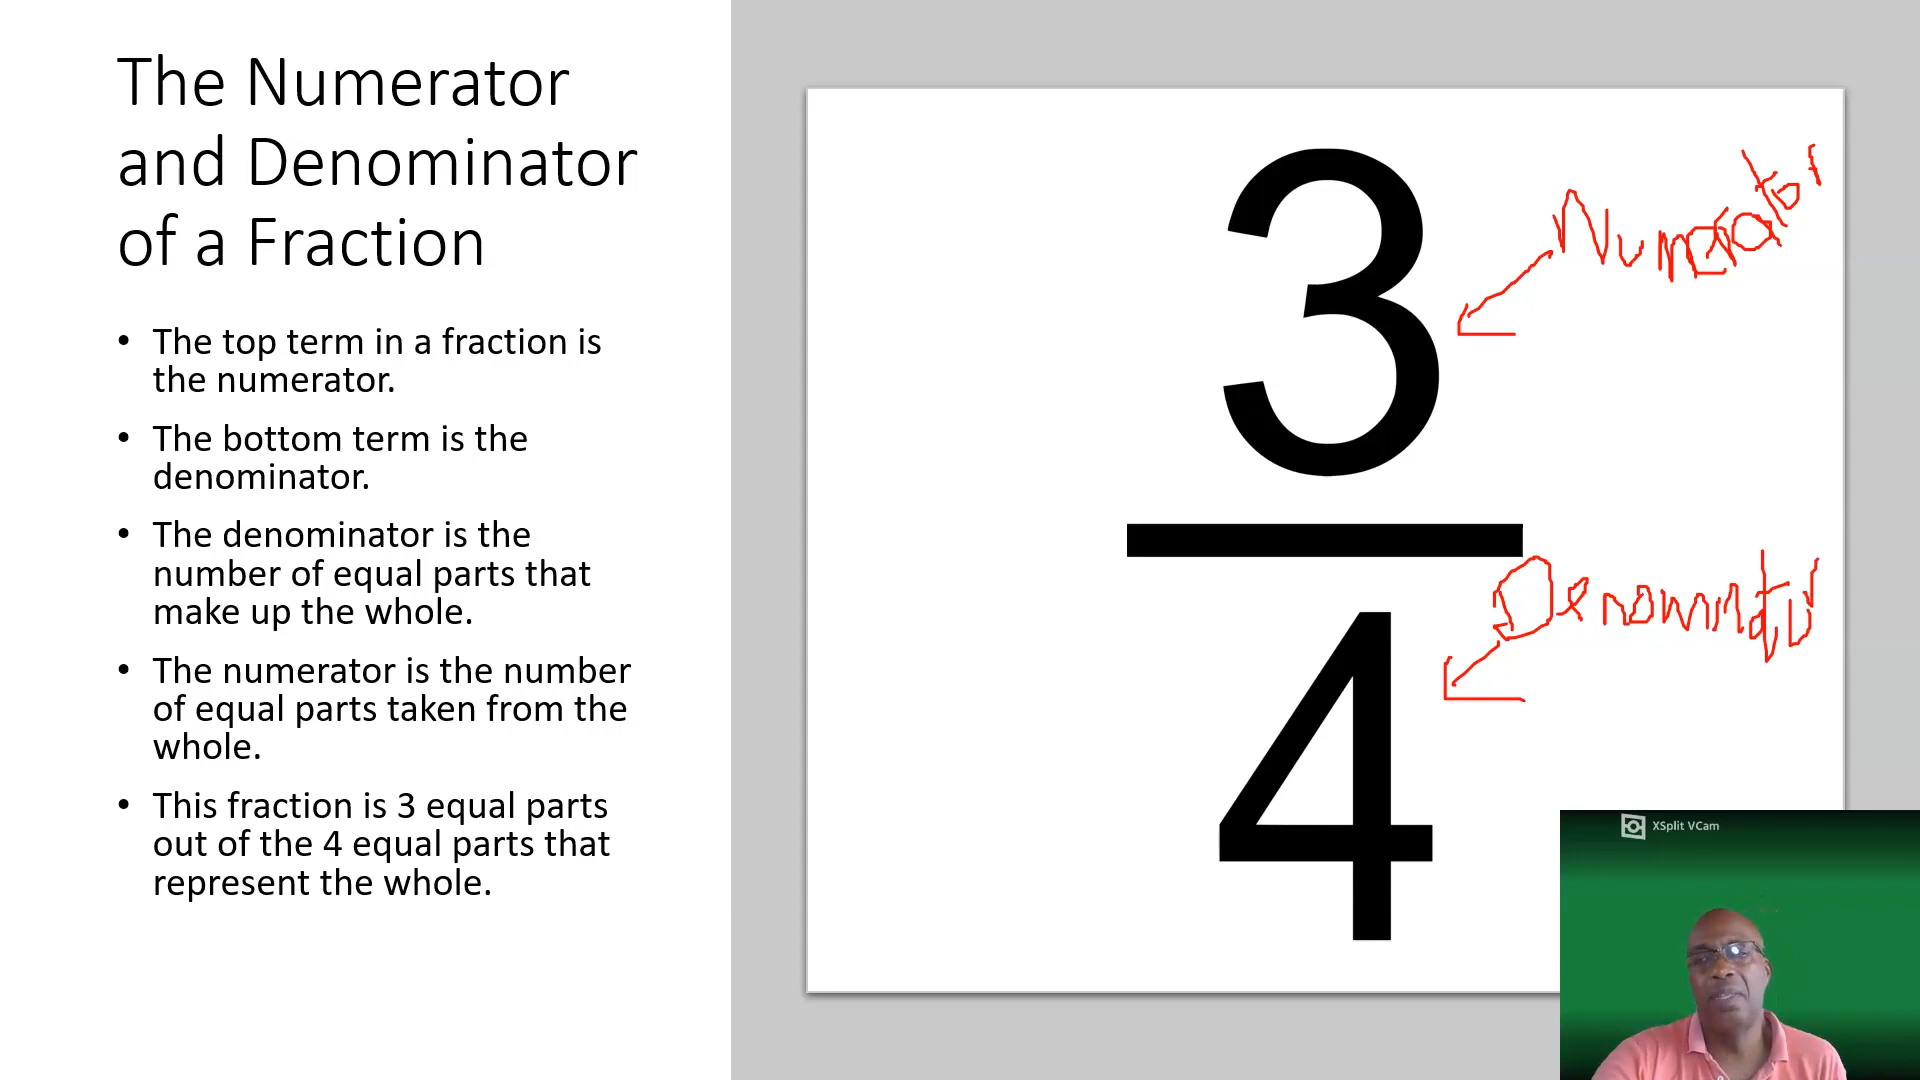 The Numerator
and Denominator
of a Fraction
• The top term in a fraction is
the numerator.
• The bottom term is the
denominator.
• The denominator is the
number of equal parts that
make up the whole.
• The numerator is the number
of equal parts taken from the
whole.
• This fraction is 3 equal parts
out of the 4 equal parts that
represent the whole.
3
Numerator
4
Denominator
XSplit VCam